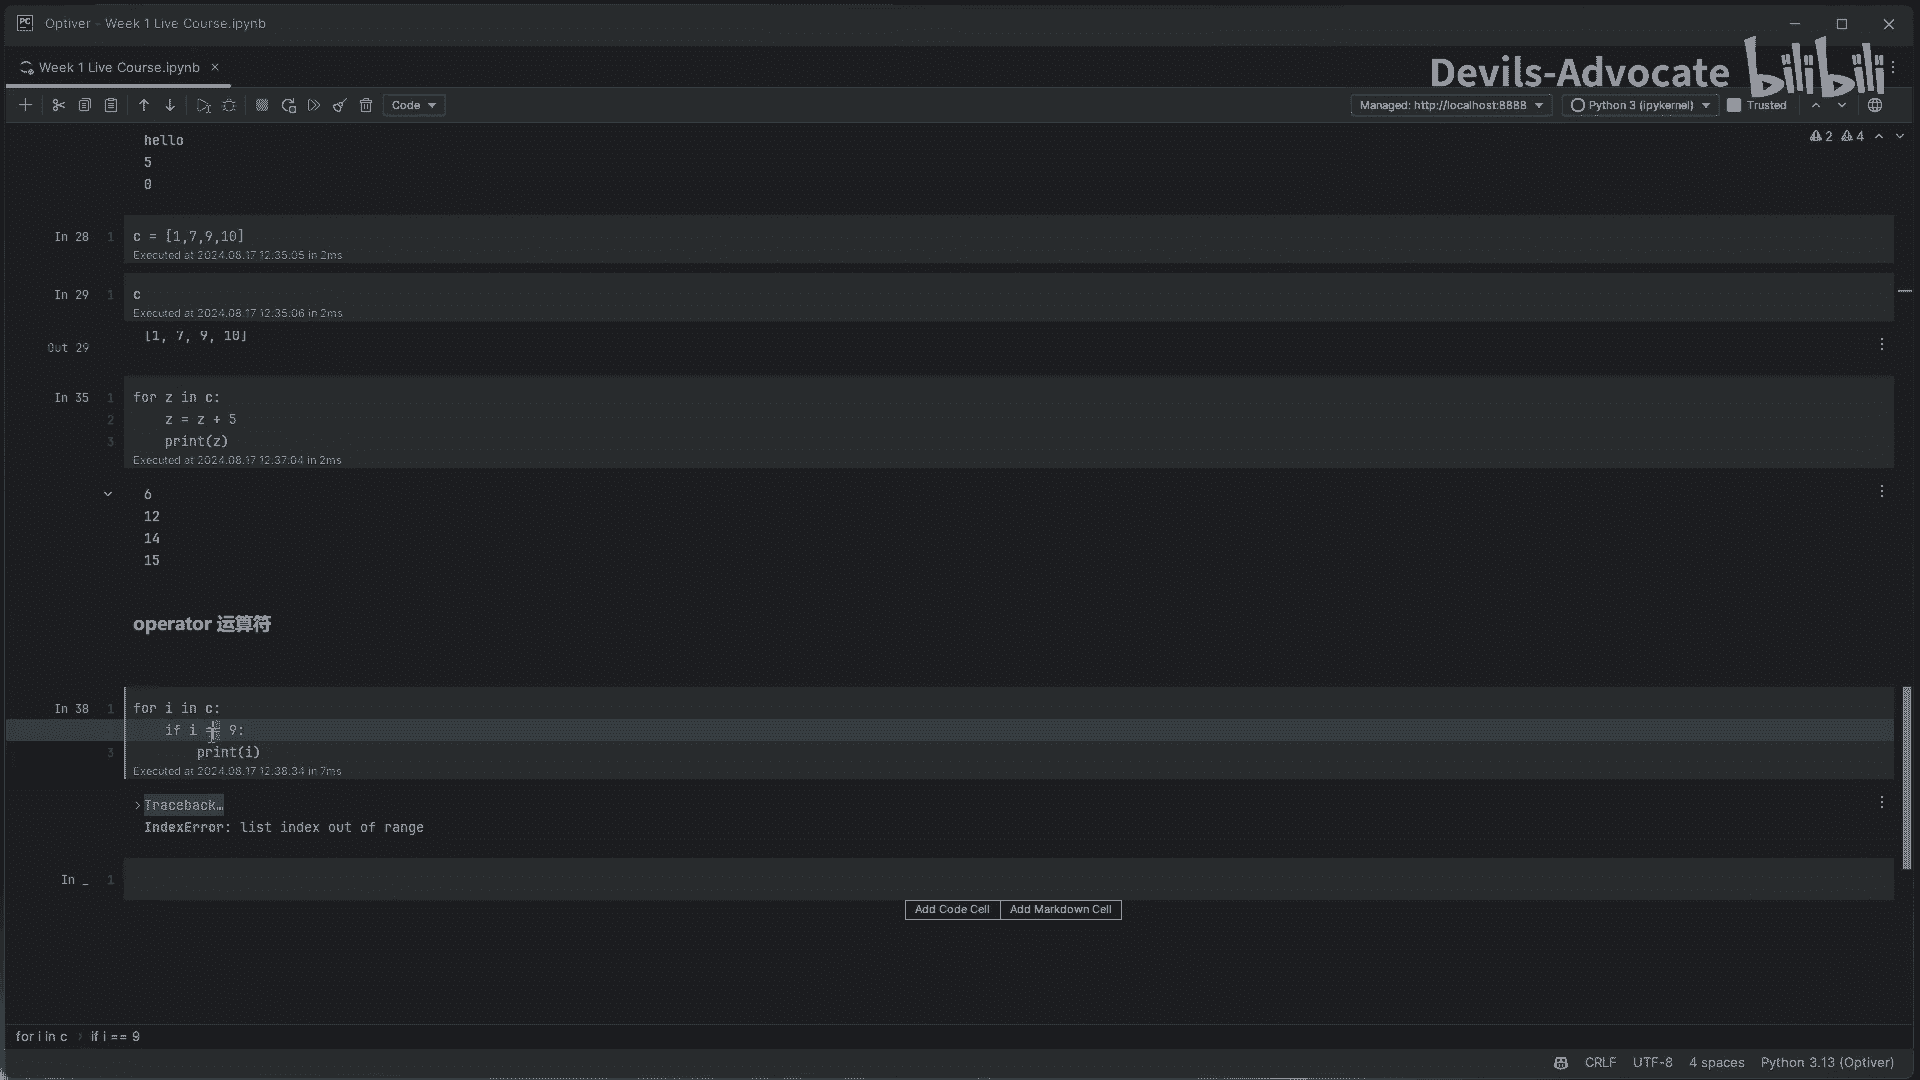 Optiver – Week 1 Live Course.ipynb
Week 1 Live Course.ipynb
Devils-Advocate bilibili
Code
Managed: http://localhost:8888
Python 3 (ipykernel)
Trusted
2 4
hello
5
0
In 28
1 c = [1,7,9,10]
Executed at 2024.08.17 12:35:05 in 2ms
In 29
1 c
Executed at 2024.08.17 12:35:06 in 2ms
Out 29
[1, 7, 9, 10]
In 35
1 for z in c:
2 z = z + 5
3 print(z)
Executed at 2024.08.17 12:37:04 in 2ms
6
12
14
15
operator 运算符
In 38
1 for i in c:
if i == 9:
3 print(i)
Executed at 2024.08.17 12:38:34 in 7ms
Traceback…
IndexError: list index out of range
In _
1
Add Code Cell Add Markdown Cell
for i in c › if i == 9
CRLF UTF-8 4 spaces Python 3.13 (Optiver)